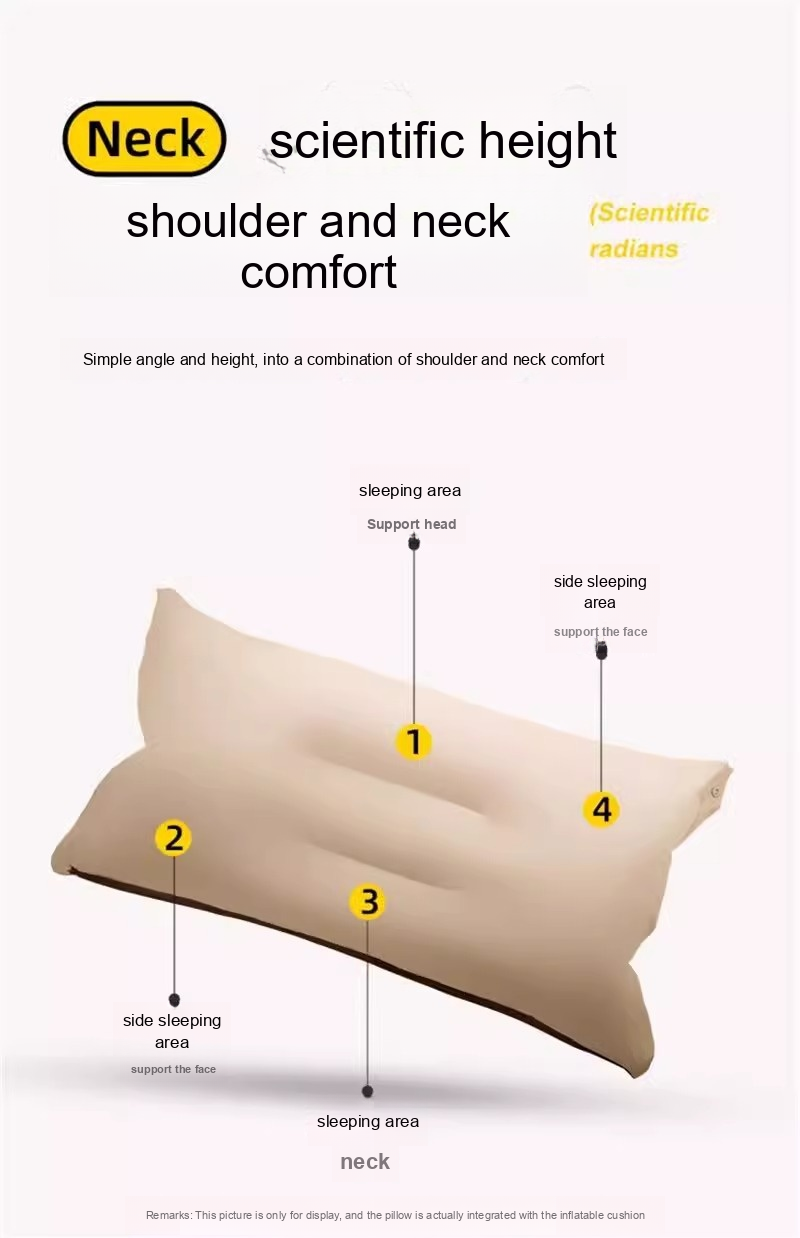 Neck scientific height
shoulder and neck
comfort
(Scientific
radians
Simple angle and height, into a combination of shoulder and neck comfort
sleeping area
Support head
side sleeping
area
support the face
1
4
2
3
side sleeping
area
support the face
sleeping area
neck
Remarks: This picture is only for display, and the pillow is actually integrated with the inflatable cushion